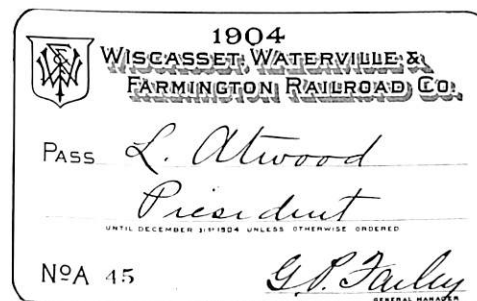 1904
WISCASSET, WATERVILLE &
FARMINGTON RAILROAD CO.
PASS L. Atwood
President
UNTIL DECEMBER 31ST 1904 UNLESS OTHERWISE ORDERED
NOA 45 G.P. Farley
GENERAL MANAGER